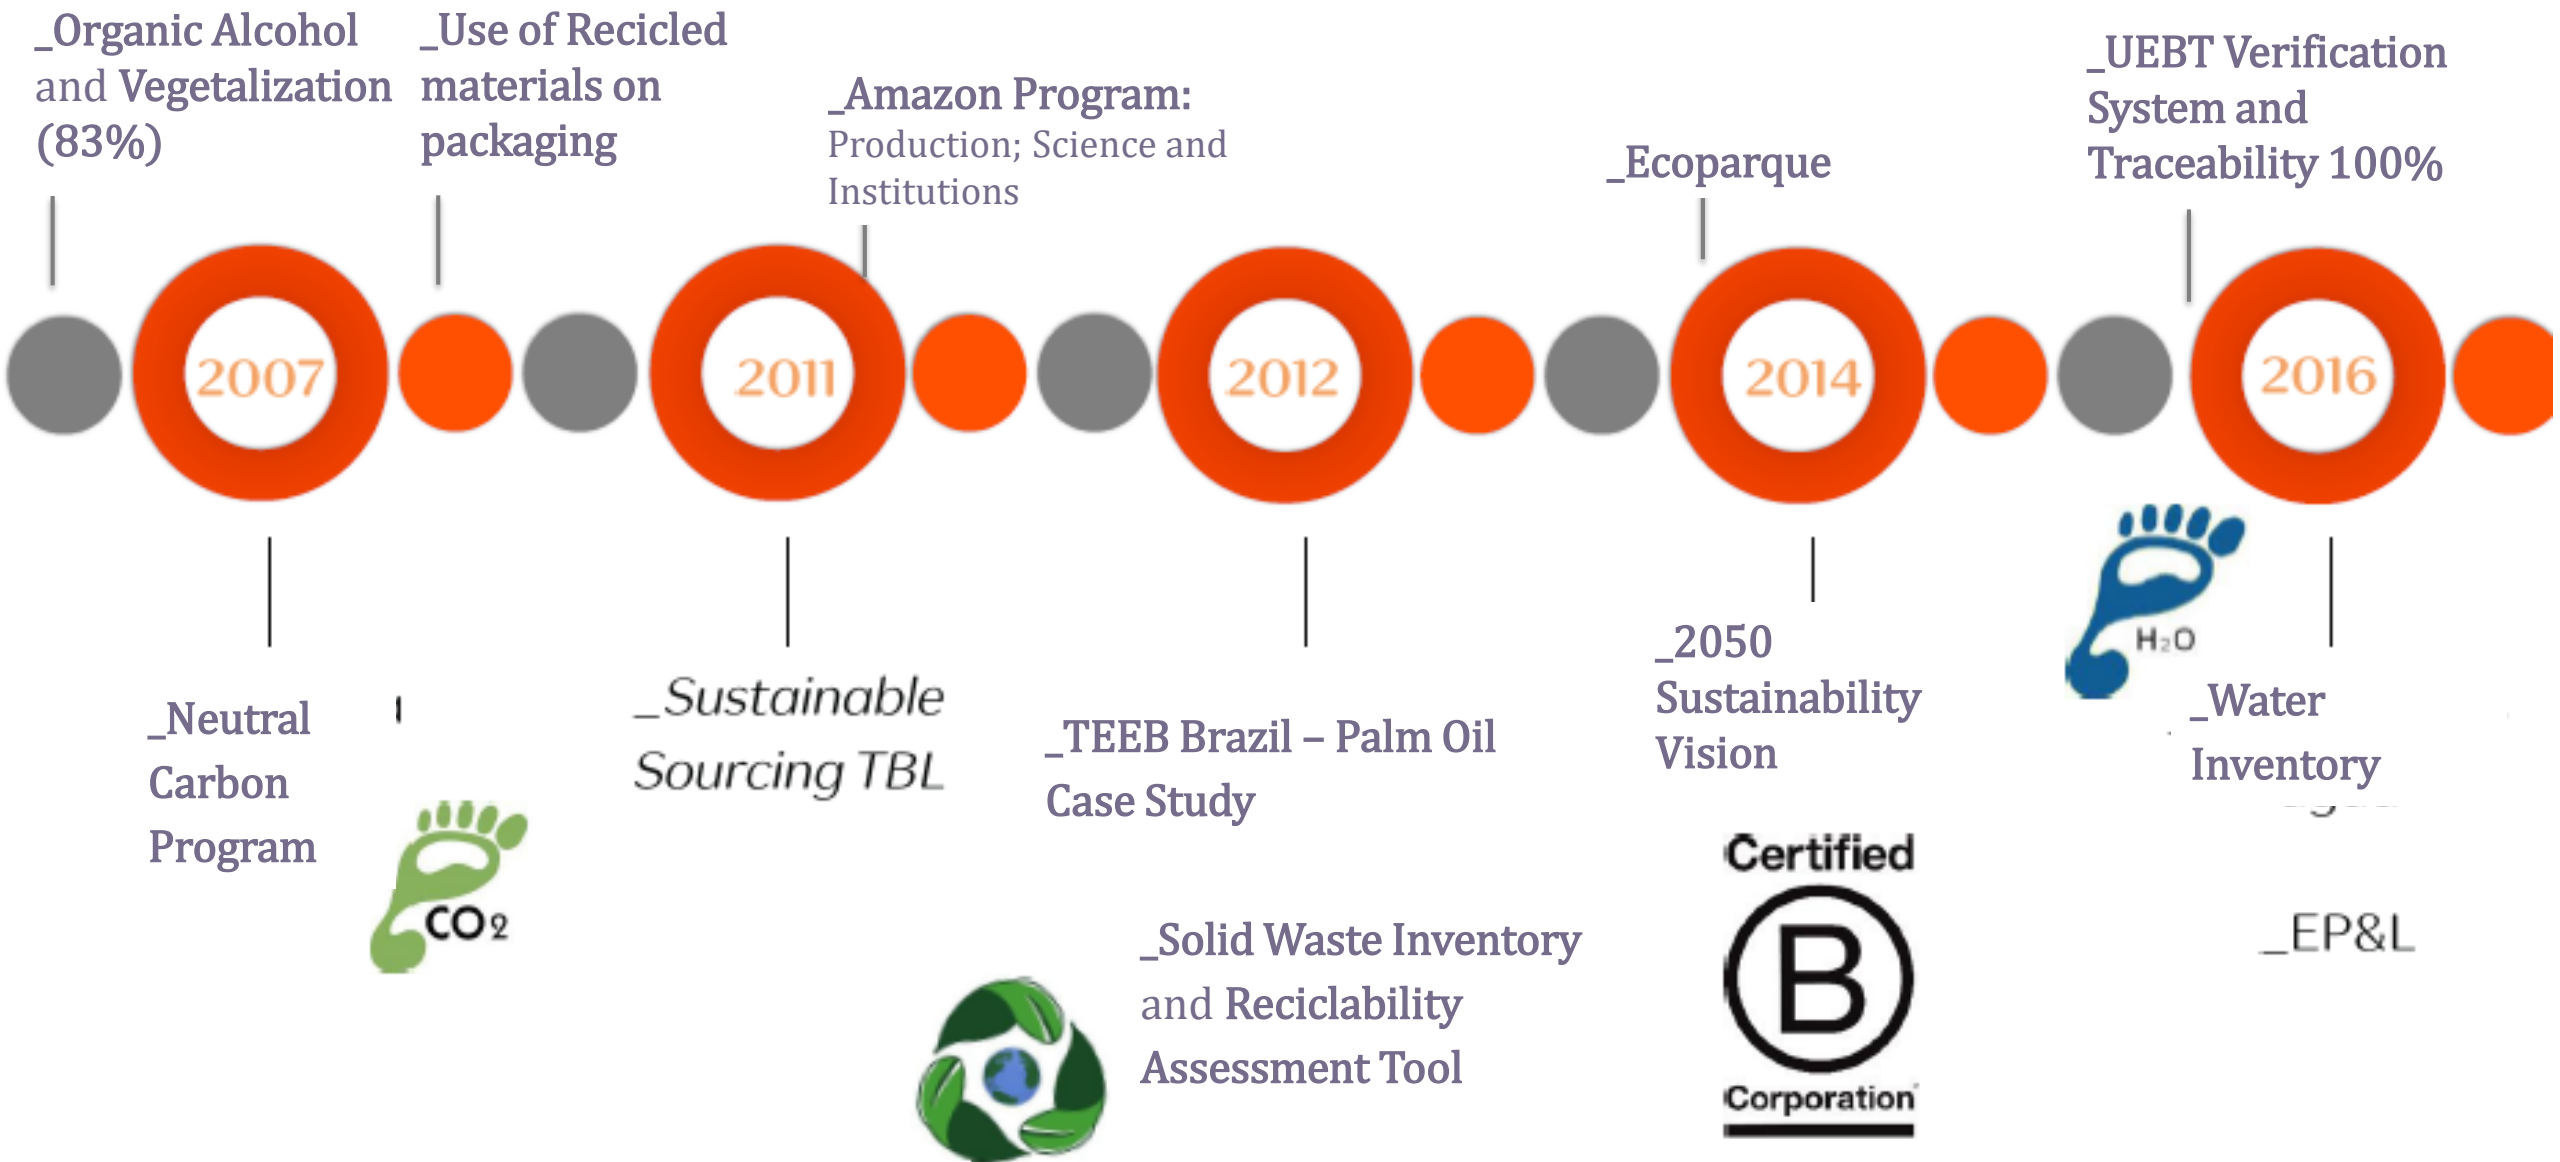 _Organic Alcohol
and Vegetalization
(83%)
_Use of Recicled
materials on
packaging
_Amazon Program:
Production; Science and
Institutions
_Ecoparque
_UEBT Verification
System and
Traceability 100%
2007
2011
2012
2014
2016
_Neutral
Carbon
Program
CO2
_Sustainable
Sourcing TBL
_TEEB Brazil – Palm Oil
Case Study
_Solid Waste Inventory
and Reciclability
Assessment Tool
_2050
Sustainability
Vision
Certified
B
Corporation
H2O
_Water
Inventory
_EP&L